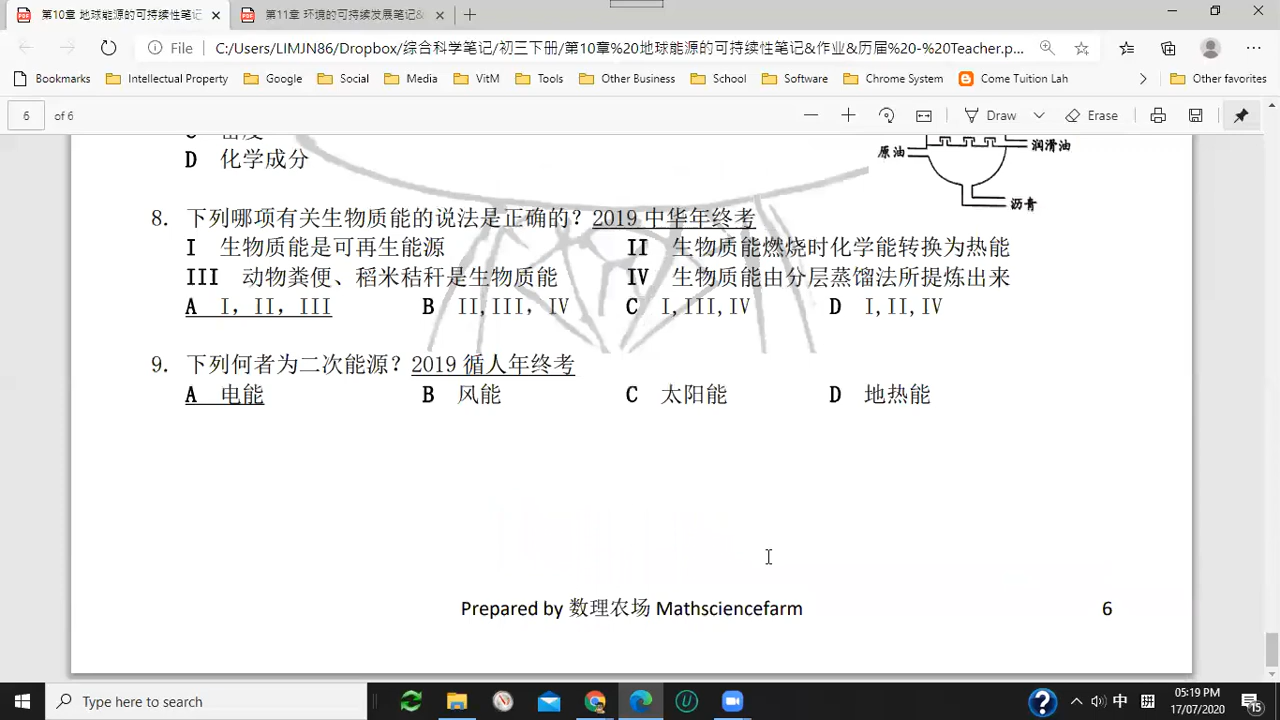 第10章 地球能源的可持续性笔记
第11章 环境的可持续发展笔记&
File
C:/Users/LIMJN86/Dropbox/综合科学笔记/初三下册/第10章%20地球能源的可持续性笔记&作业&历届%20-%20Teacher.p...
Bookmarks Intellectual Property Google Social Media VitM Tools Other Business School Software Chrome System Come Tuition Lah Other favorites
6 of 6 Draw Erase
D 化学成分
原油 润滑油
沥青
8. 下列哪项有关生物质能的说法是正确的？2019 中华年终考
I 生物质能是可再生能源 II 生物质能燃烧时化学能转换为热能
III 动物粪便、稻米秸秆是生物质能 IV 生物质能由分层蒸馏法所提炼出来
A I，II，III B II,III，IV C I,III,IV D I,II,IV
9. 下列何者为二次能源？2019 循人年终考
A 电能 B 风能 C 太阳能 D 地热能
Prepared by 数理农场 Mathsciencefarm 6
Type here to search
中
05:19 PM
17/07/2020
15